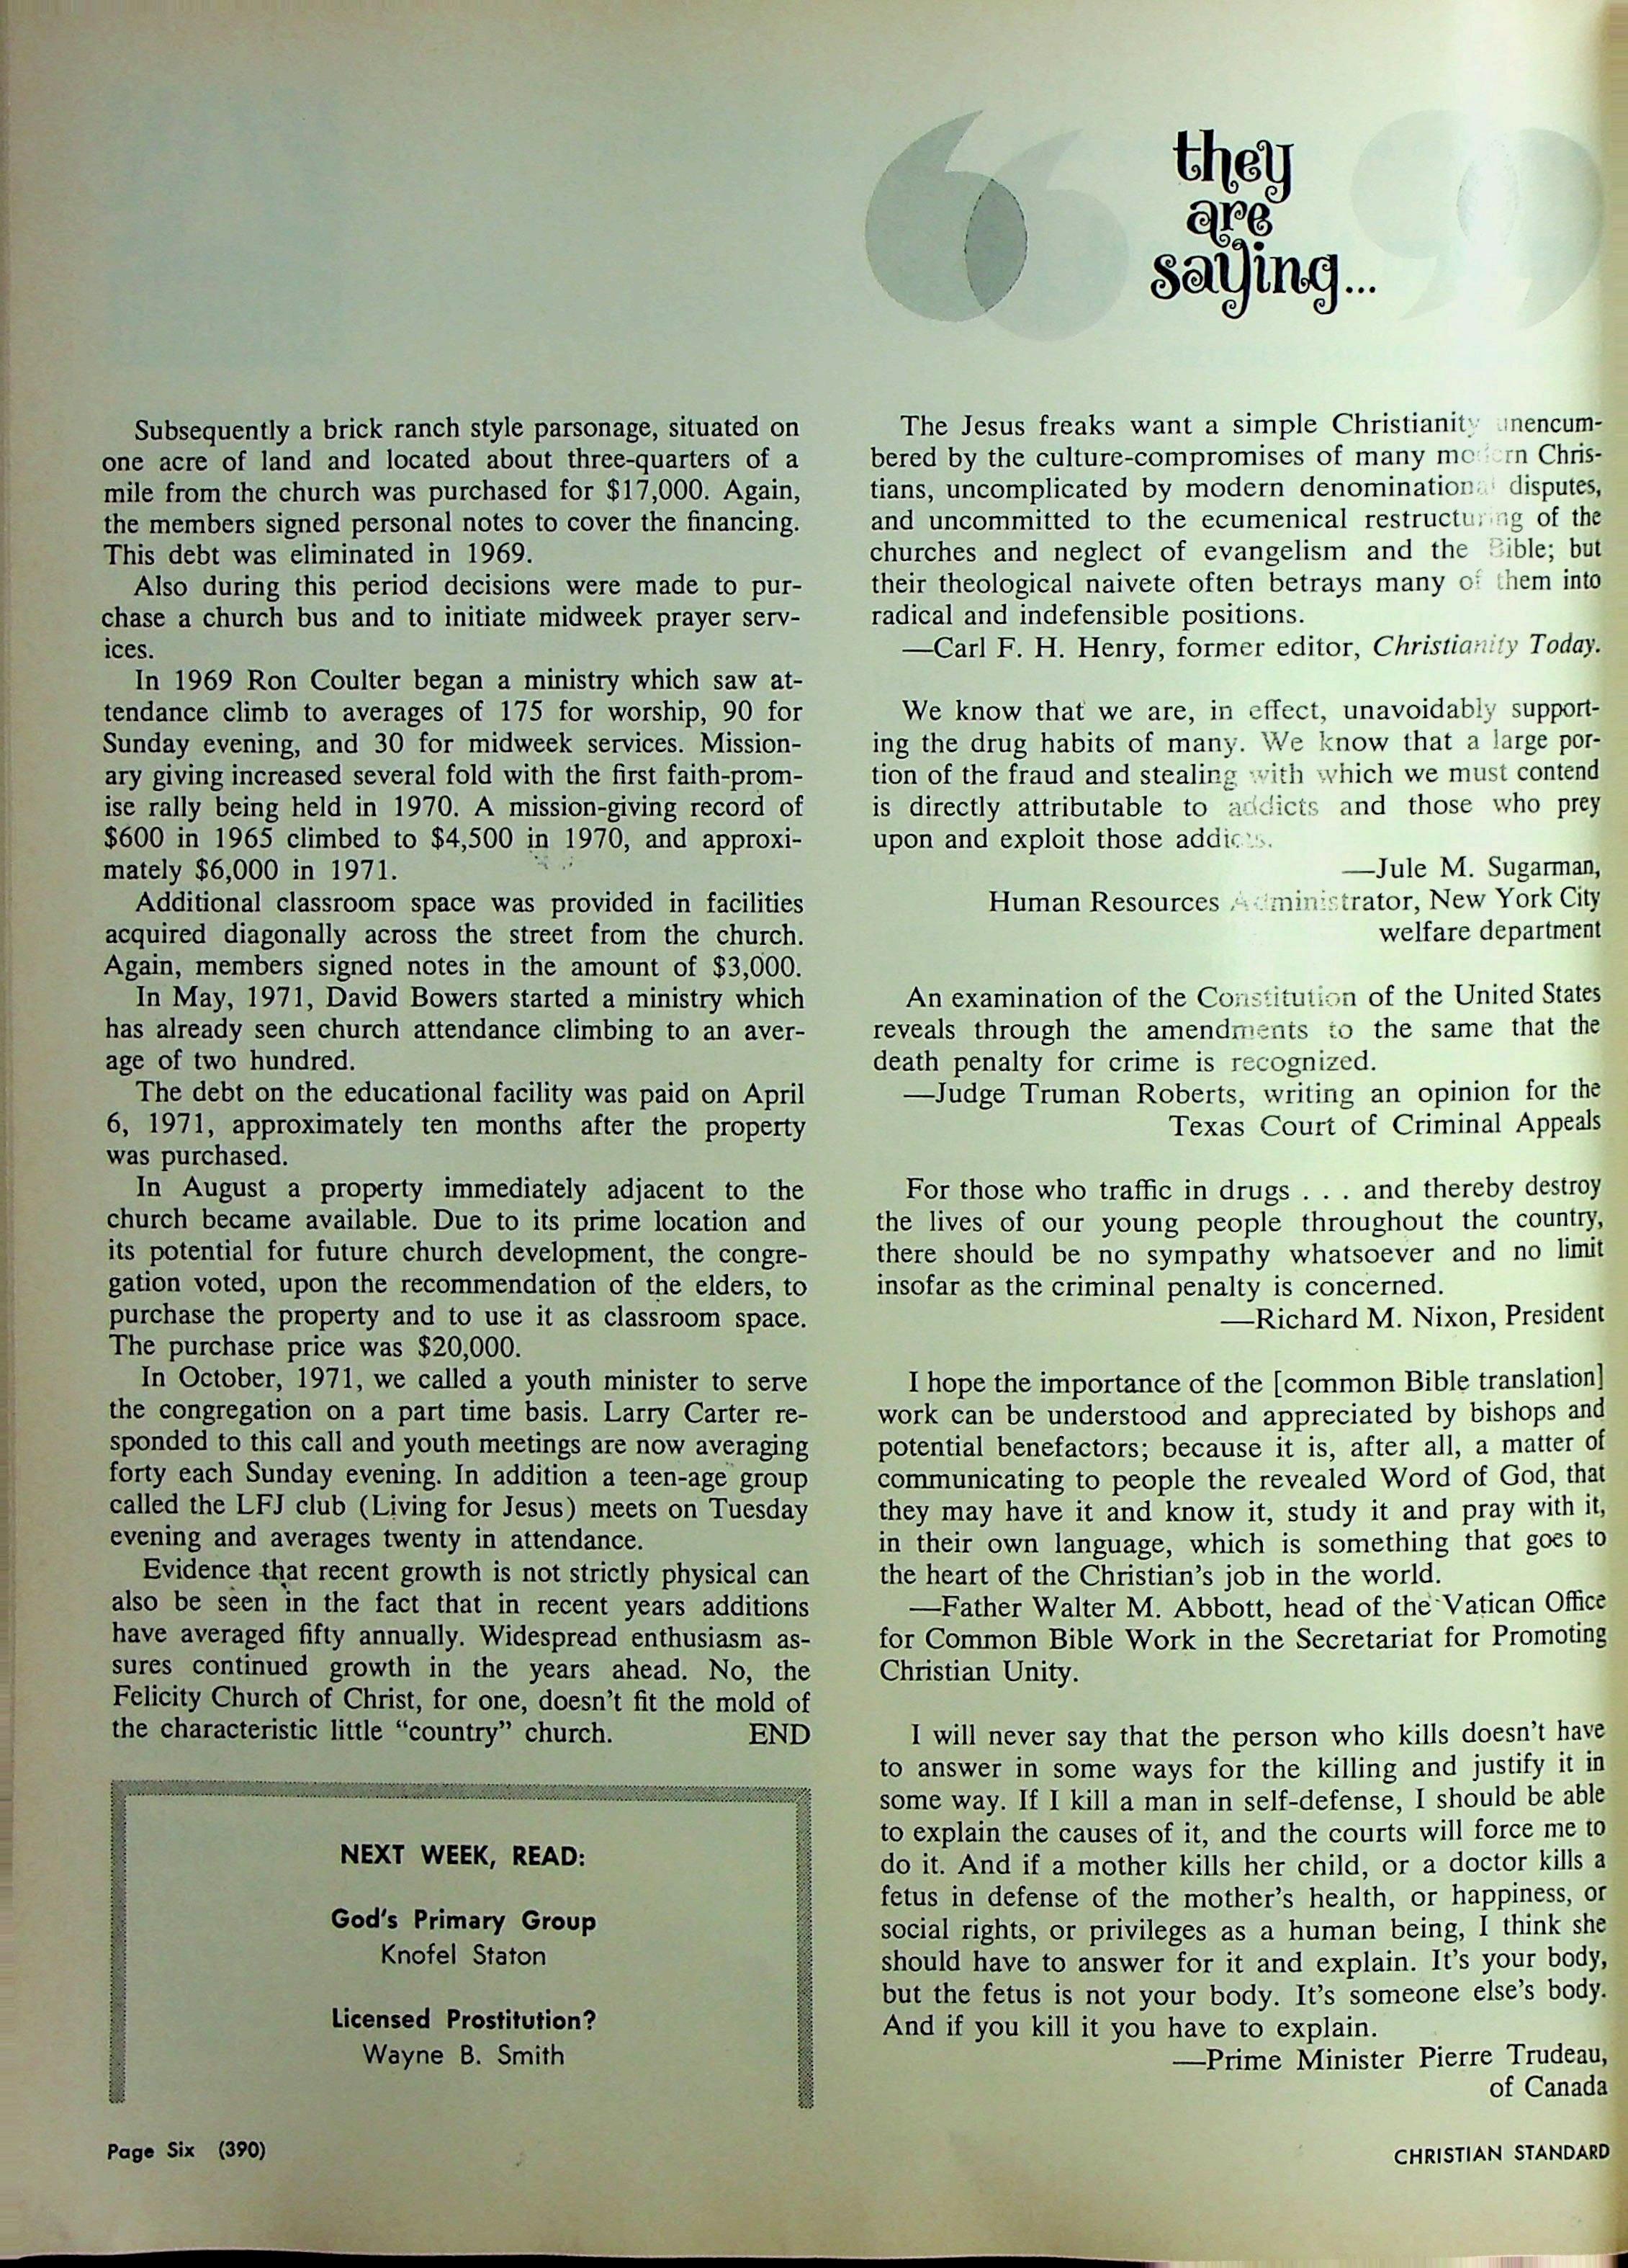 Subsequently a brick ranch style parsonage, situated on
one acre of land and located about three-quarters of a
mile from the church was purchased for $17,000. Again,
the members signed personal notes to cover the financing.
This debt was eliminated in 1969.
Also during this period decisions were made to pur-
chase a church bus and to initiate midweek prayer serv-
ices.
In 1969 Ron Coulter began a ministry which saw at-
tendance climb to averages of 175 for worship, 90 for
Sunday evening, and 30 for midweek services. Mission-
ary giving increased several fold with the first faith-prom-
ise rally being held in 1970. A mission-giving record of
$600 in 1965 climbed to $4,500 in 1970, and approxi-
mately $6,000 in 1971.
Additional classroom space was provided in facilities
acquired diagonally across the street from the church.
Again, members signed notes in the amount of $3,000.
In May, 1971, David Bowers started a ministry which
has already seen church attendance climbing to an aver-
age of two hundred.
The debt on the educational facility was paid on April
6, 1971, approximately ten months after the property
was purchased.
In August a property immediately adjacent to the
church became available. Due to its prime location and
its potential for future church development, the congre-
gation voted, upon the recommendation of the elders, to
purchase the property and to use it as classroom space.
The purchase price was $20,000.
In October, 1971, we called a youth minister to serve
the congregation on a part time basis. Larry Carter re-
sponded to this call and youth meetings are now averaging
forty each Sunday evening. In addition a teen-age group
called the LFJ club (Living for Jesus) meets on Tuesday
evening and averages twenty in attendance.
Evidence that recent growth is not strictly physical can
also be seen in the fact that in recent years additions
have averaged fifty annually. Widespread enthusiasm as-
sures continued growth in the years ahead. No, the
Felicity Church of Christ, for one, doesn't fit the mold of
the characteristic little "country" church. END
NEXT WEEK, READ:
God's Primary Group
Knofel Staton
Licensed Prostitution?
Wayne B. Smith
they
are
saying...
The Jesus freaks want a simple Christianity unencum-
bered by the culture-compromises of many modern Chris-
tians, uncomplicated by modern denominational disputes,
and uncommitted to the ecumenical restructuring of the
churches and neglect of evangelism and the Bible; but
their theological naivete often betrays many of them into
radical and indefensible positions.
—Carl F. H. Henry, former editor, Christianity Today.
We know that we are, in effect, unavoidably support-
ing the drug habits of many. We know that a large por-
tion of the fraud and stealing with which we must contend
is directly attributable to addicts and those who prey
upon and exploit those addicts.
—Jule M. Sugarman,
Human Resources Administrator, New York City
welfare department
An examination of the Constitution of the United States
reveals through the amendments to the same that the
death penalty for crime is recognized.
—Judge Truman Roberts, writing an opinion for the
Texas Court of Criminal Appeals
For those who traffic in drugs . . . and thereby destroy
the lives of our young people throughout the country,
there should be no sympathy whatsoever and no limit
insofar as the criminal penalty is concerned.
—Richard M. Nixon, President
I hope the importance of the [common Bible translation]
work can be understood and appreciated by bishops and
potential benefactors; because it is, after all, a matter of
communicating to people the revealed Word of God, that
they may have it and know it, study it and pray with it,
in their own language, which is something that goes to
the heart of the Christian's job in the world.
—Father Walter M. Abbott, head of the Vatican Office
for Common Bible Work in the Secretariat for Promoting
Christian Unity.
I will never say that the person who kills doesn't have
to answer in some ways for the killing and justify it in
some way. If I kill a man in self-defense, I should be able
to explain the causes of it, and the courts will force me to
do it. And if a mother kills her child, or a doctor kills a
fetus in defense of the mother's health, or happiness, or
social rights, or privileges as a human being, I think she
should have to answer for it and explain. It's your body,
but the fetus is not your body. It's someone else's body.
And if you kill it you have to explain.
—Prime Minister Pierre Trudeau,
of Canada
Page Six (390)
CHRISTIAN STANDARD